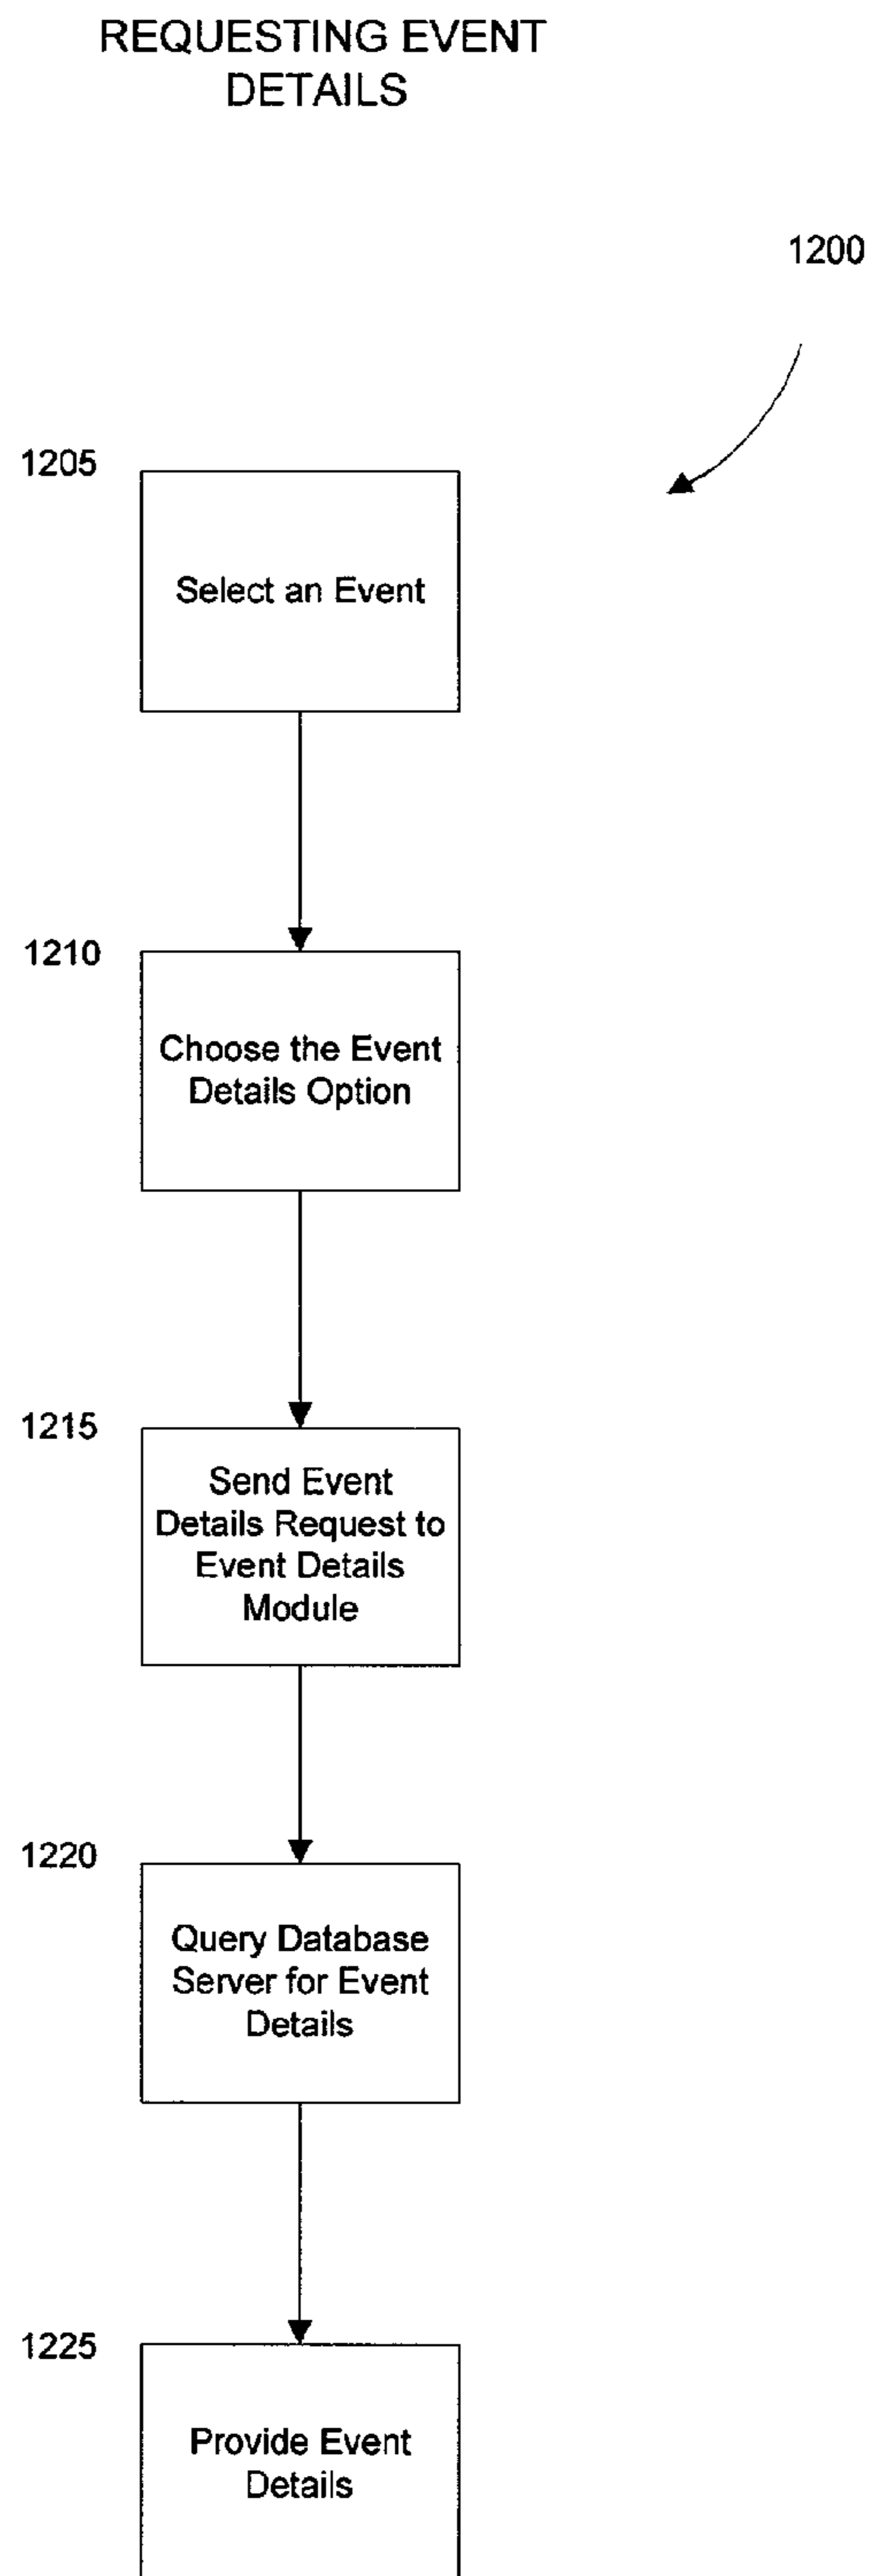 REQUESTING EVENT
DETAILS
1200
1205
Select an Event
1210
Choose the Event
Details Option
1215
Send Event
Details Request to
Event Details
Module
1220
Query Database
Server for Event
Details
1225
Provide Event
Details